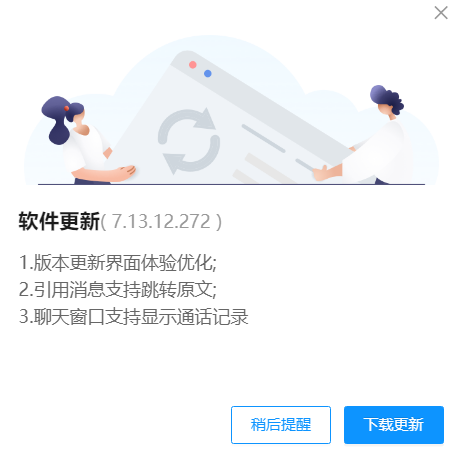 软件更新( 7.13.12.272 )
1.版本更新界面体验优化;
2.引用消息支持跳转原文;
3.聊天窗口支持显示通话记录
稍后提醒 下载更新